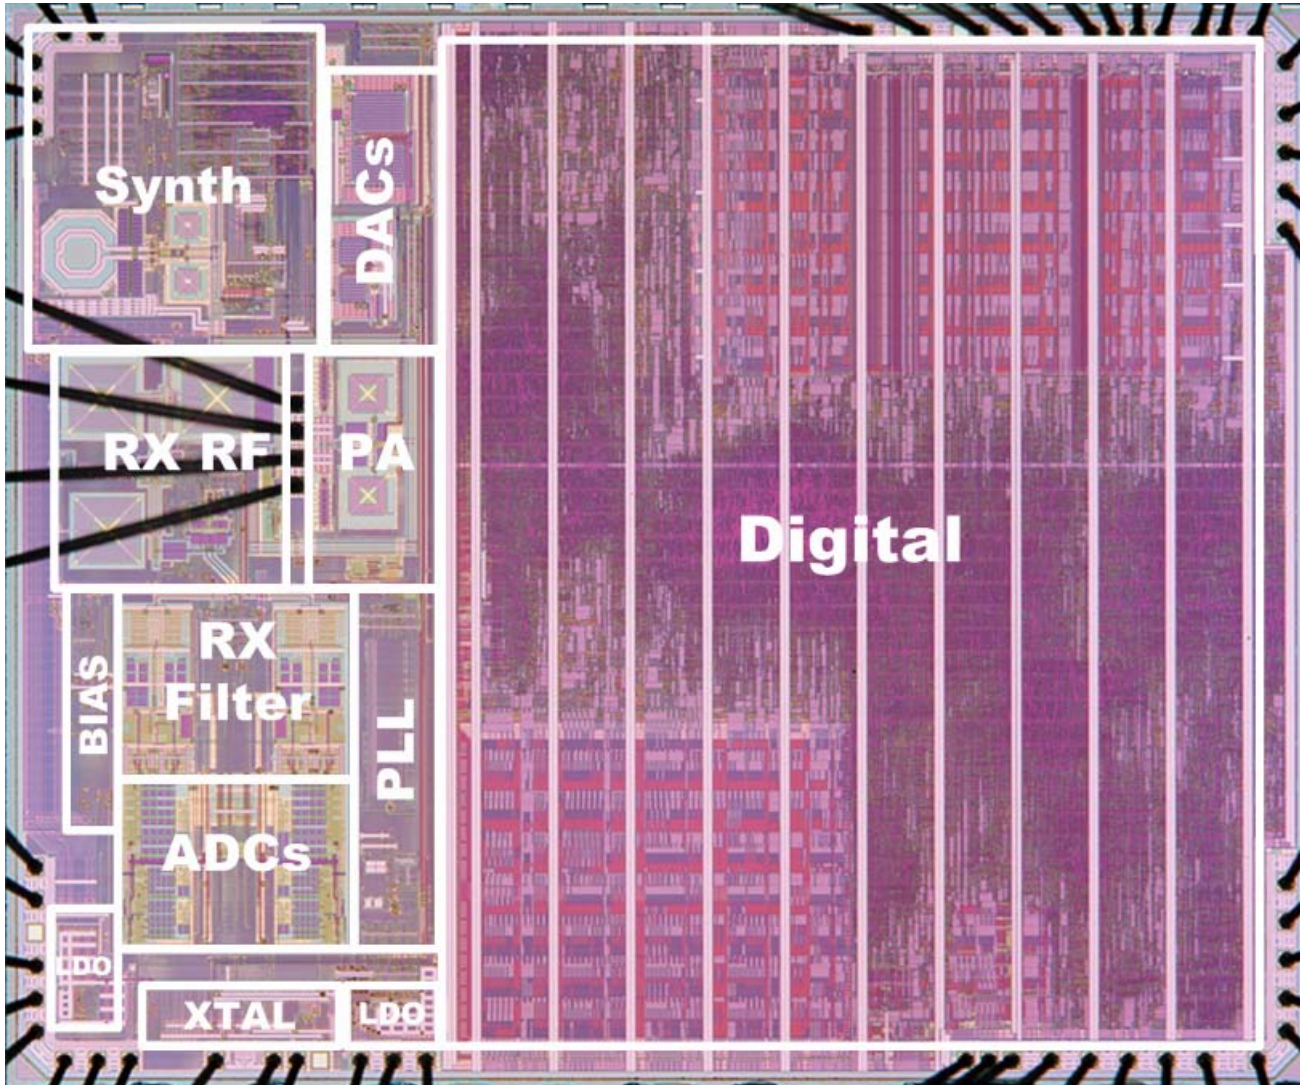 Synth
DACs
RX RF
PA
Digital
BIAS
RX
Filter
PLL
ADCs
LDO
XTAL
LDO